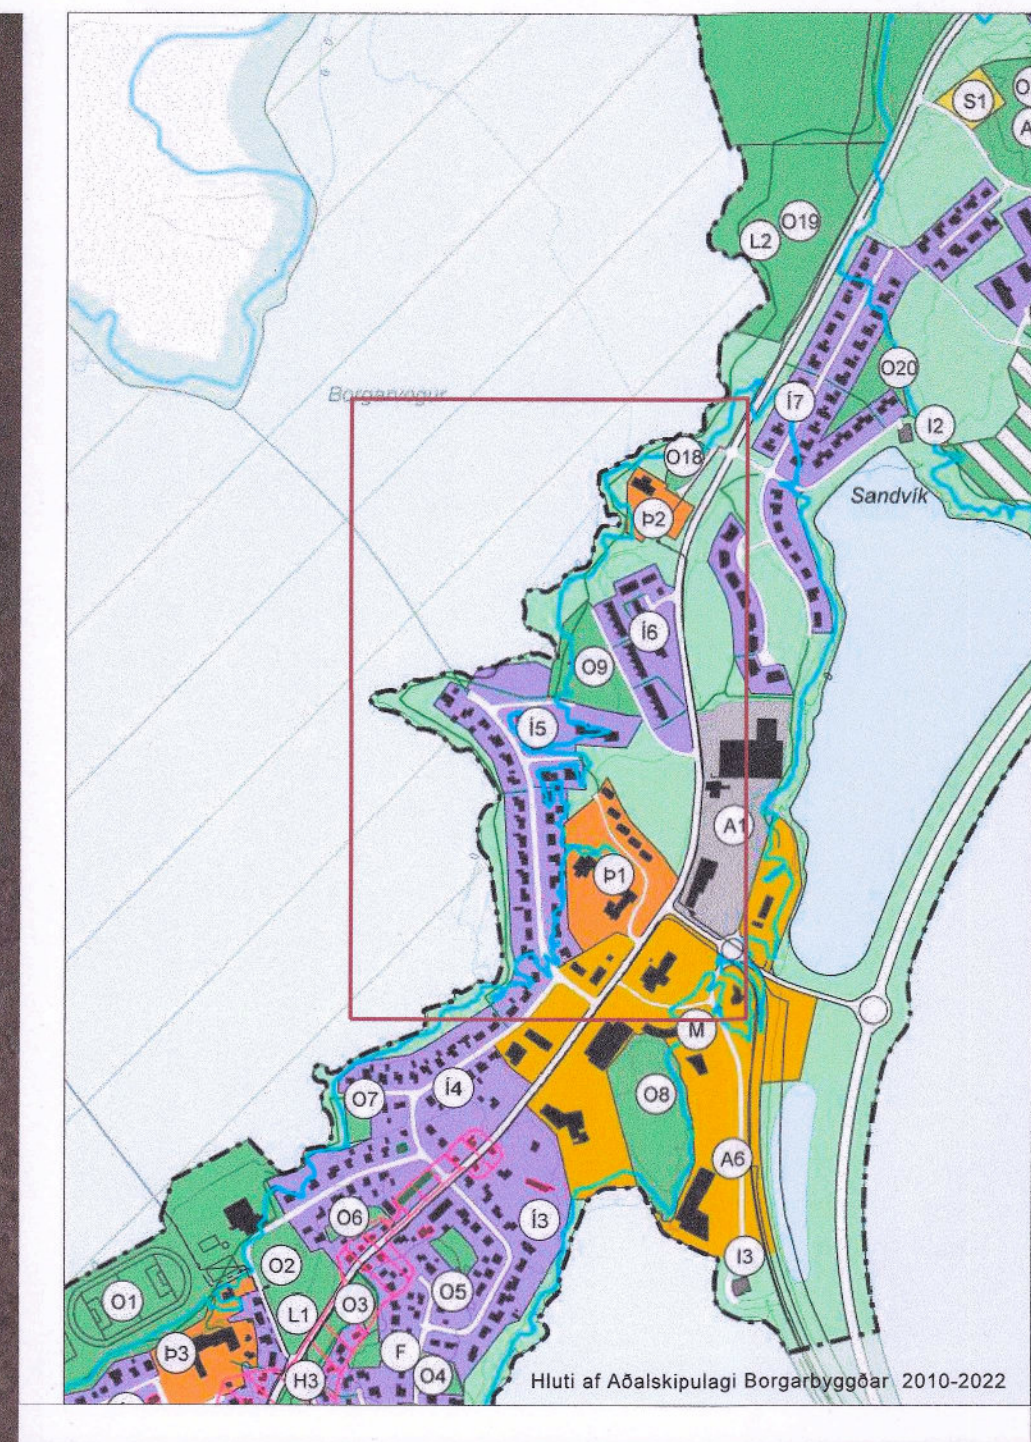 S1
O
A
O19
L2
O20
Borgarvogur
Í7
I2
O18
Sandvík
Þ2
Í6
O9
Í5
A1
Þ1
M
Í4
O7
O8
A6
O6
Í3
O2
I3
O1
O3
O5
L1
Þ3
F
H3
O4
Hluti af Aðalskipulagi Borgarbyggðar 2010-2022